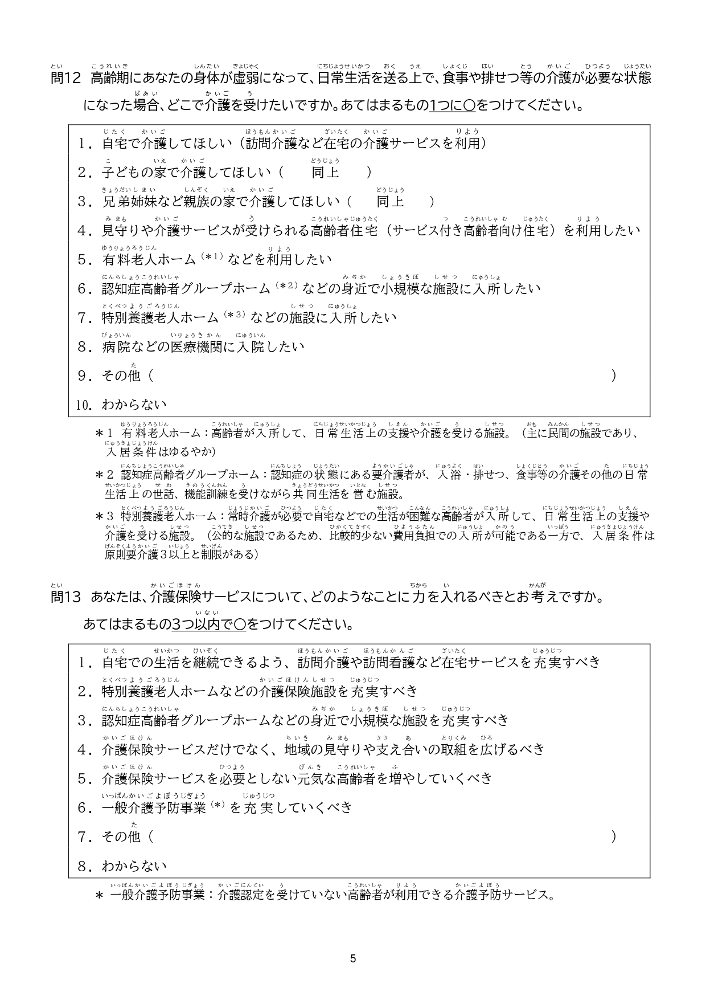 問12 高齢期にあなたの身体が虚弱になって、日常生活を送る上で、食事や排せつ等の介護が必要な状態
になった場合、どこで介護を受けたいですか。あてはまるもの1つに○をつけてください。
1．自宅で介護してほしい（訪問介護など在宅の介護サービスを利用）
2．子どもの家で介護してほしい（　　同上　　）
3．兄弟姉妹など親族の家で介護してほしい（　　同上　　）
4．見守りや介護サービスが受けられる高齢者住宅（サービス付き高齢者向け住宅）を利用したい
5．有料老人ホーム（＊1）などを利用したい
6．認知症高齢者グループホーム（＊2）などの身近で小規模な施設に入所したい
7．特別養護老人ホーム（＊3）などの施設に入所したい
8．病院などの医療機関に入院したい
9．その他（　　　　　　　　　　　　　　　　　　　　）
10．わからない
＊1 有料老人ホーム：高齢者が入所して、日常生活上の支援や介護を受ける施設。（主に民間の施設であり、
入居条件はゆるやか）
＊2 認知症高齢者グループホーム：認知症の状態にある要介護者が、入浴・排せつ、食事等の介護その他の日常
生活上の世話、機能訓練を受けながら共同生活を営む施設。
＊3 特別養護老人ホーム：常時介護が必要で自宅などでの生活が困難な高齢者が入所して、日常生活上の支援や
介護を受ける施設。（公的な施設であるため、比較的少ない費用負担での入所が可能である一方で、入居条件は
原則要介護3以上と制限がある）
問13 あなたは、介護保険サービスについて、どのようなことに力を入れるべきとお考えですか。
あてはまるもの3つ以内で○をつけてください。
1．自宅での生活を継続できるよう、訪問介護や訪問看護など在宅サービスを充実すべき
2．特別養護老人ホームなどの介護保険施設を充実すべき
3．認知症高齢者グループホームなどの身近で小規模な施設を充実すべき
4．介護保険サービスだけでなく、地域の見守りや支え合いの取組を広げるべき
5．介護保険サービスを必要としない元気な高齢者を増やしていくべき
6．一般介護予防事業（＊）を充実していくべき
7．その他（　　　　　　　　　　　　　　　　　　　　）
8．わからない
＊ 一般介護予防事業：介護認定を受けていない高齢者が利用できる介護予防サービス。
5